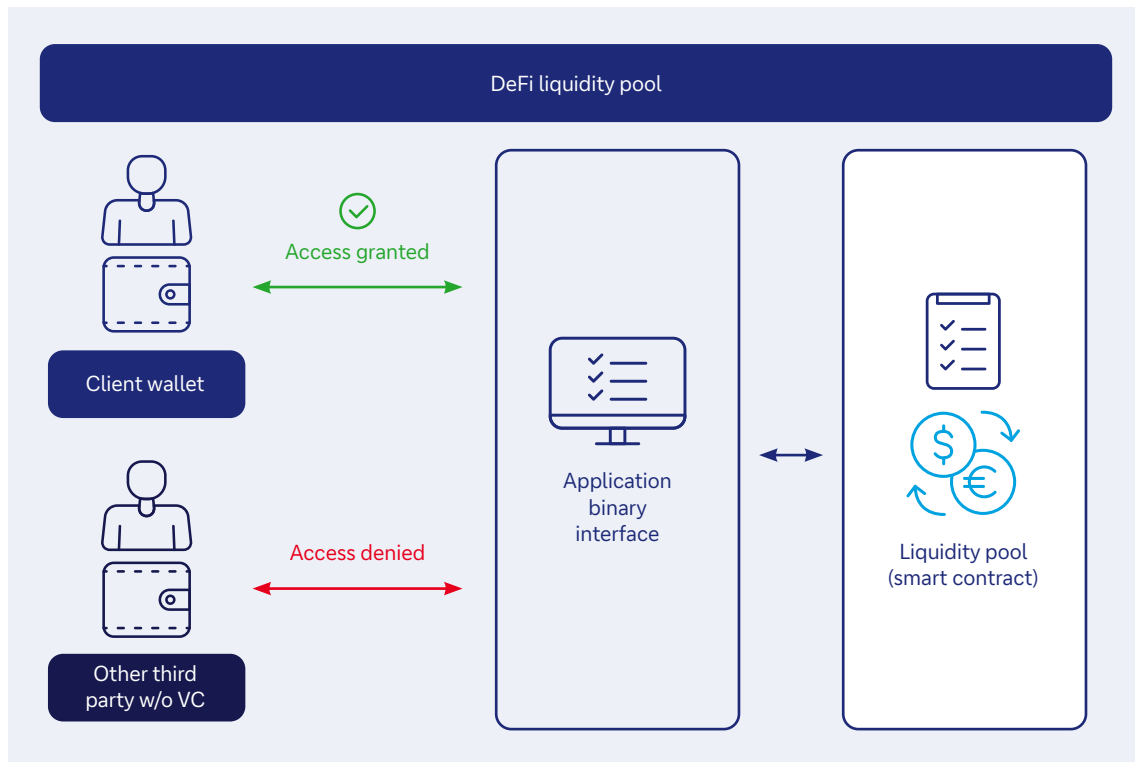 DeFi liquidity pool
Access granted
Client wallet
Access denied
Other third
party w/o VC
Application
binary
interface
Liquidity pool
(smart contract)